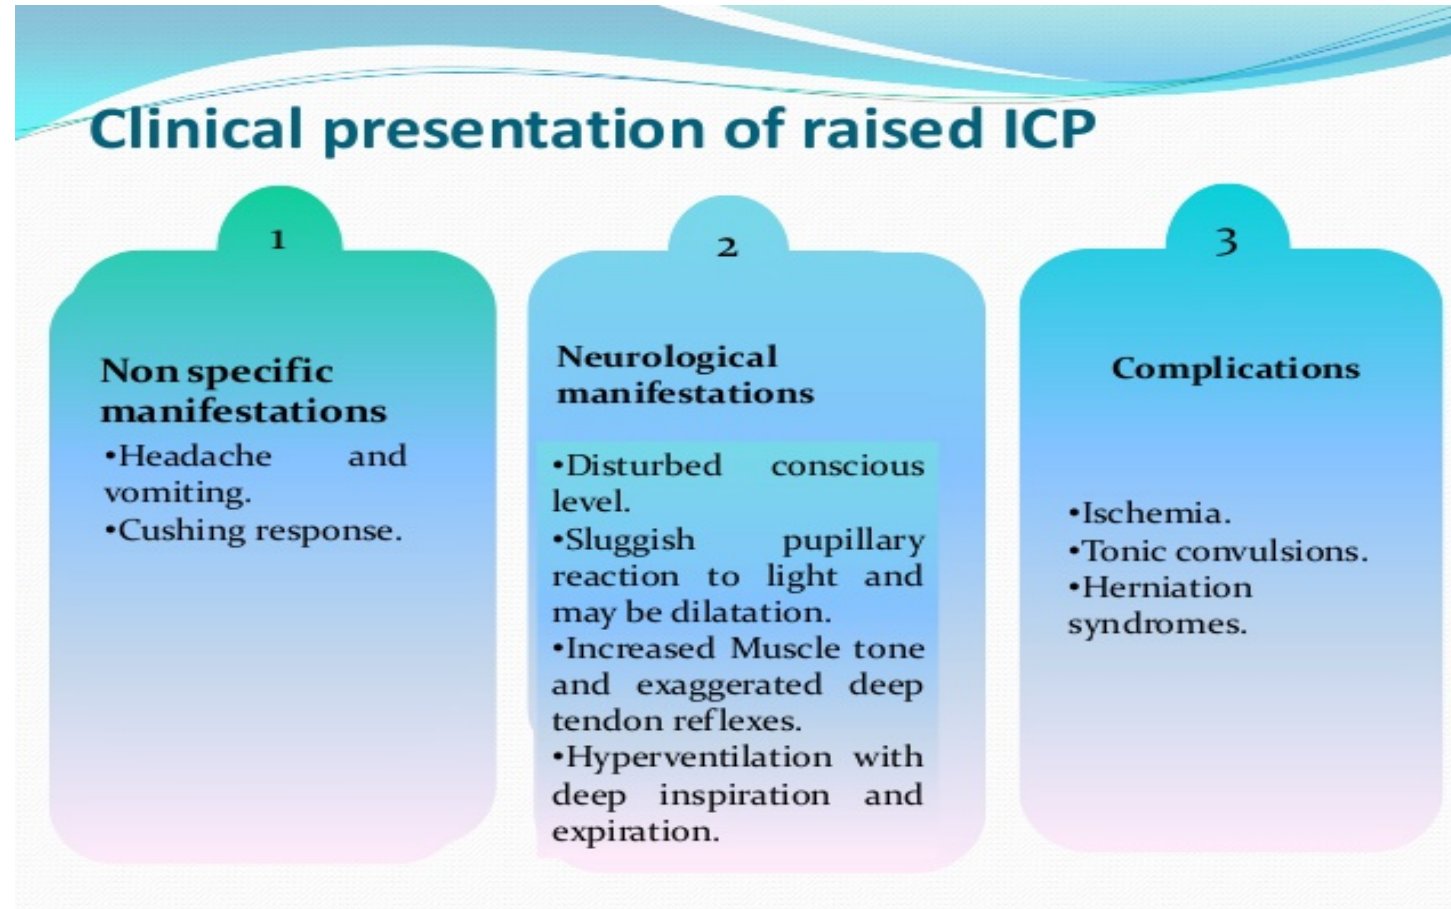 Clinical presentation of raised ICP
1
Non specific
manifestations
•Headache and
vomiting.
•Cushing response.
2
Neurological
manifestations
•Disturbed conscious
level.
•Sluggish pupillary
reaction to light and
may be dilatation.
•Increased Muscle tone
and exaggerated deep
tendon reflexes.
•Hyperventilation with
deep inspiration and
expiration.
3
Complications
•Ischemia.
•Tonic convulsions.
•Herniation
syndromes.